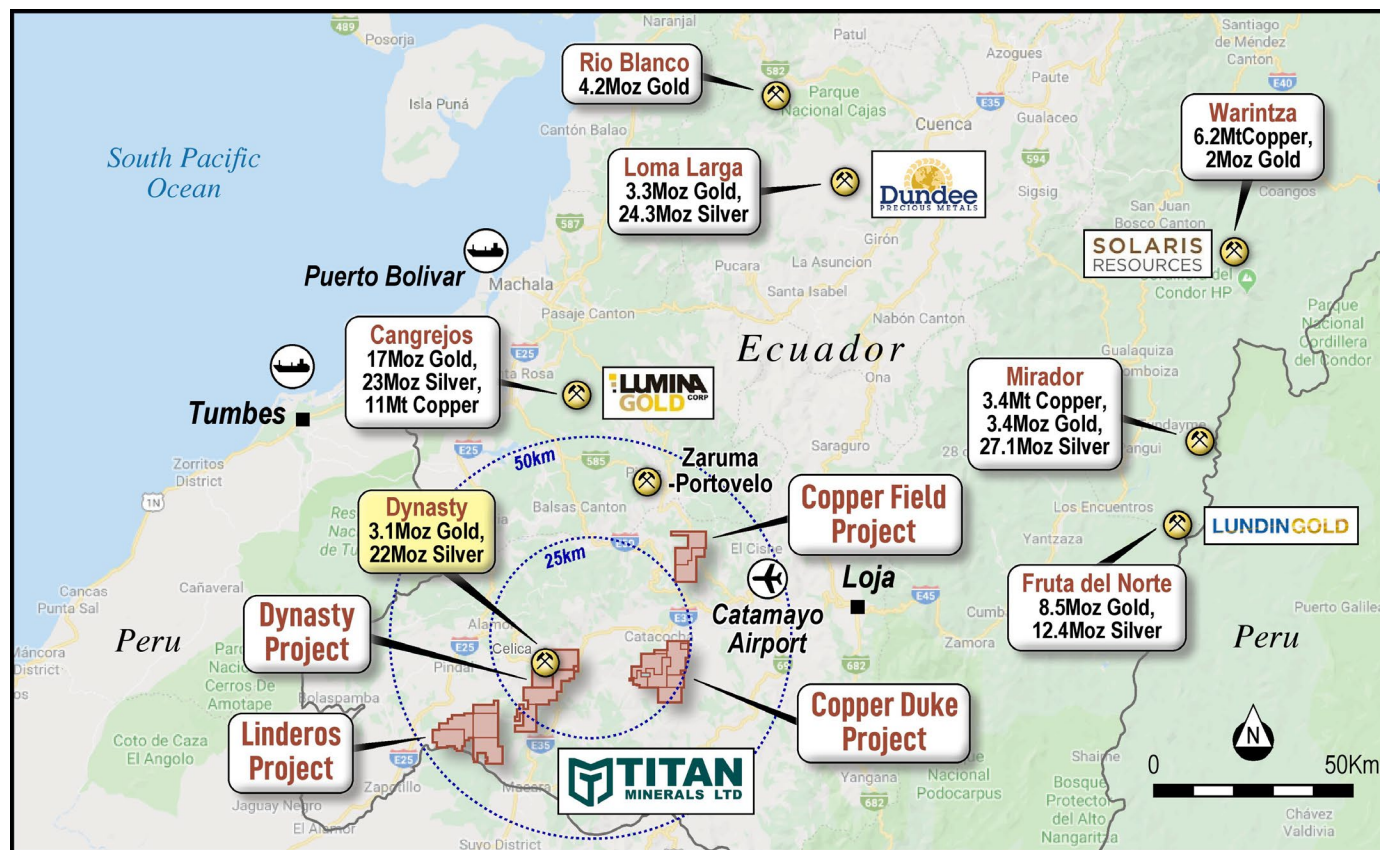 489
Posorja
Naranjal
Patul
Azogues
Santiago
de Méndez
Canton
Isla Puná
Rio Blanco
4.2Moz Gold
582
Parque
Nacional Cajas
E35
Paute
E40
Cantón Balao
Cuenca
Gualaceo
Warintza
6.2MtCopper,
2Moz Gold
South Pacific
Ocean
Loma Larga
3.3Moz Gold,
24.3Moz Silver
Dundee
PRECIOUS METALS
594
Sigsig
Coangos
San Juan
Bosco Canton
587
Girón
SOLARIS
RESOURCES
Puerto Bolivar
Machala
Pucara
La Asuncion
Santa Isabel
Condor HP
Pasaje Canton
Nabón Canton
Parque
Nacional
Cordillera
del Condor
Cangrejos
17Moz Gold,
23Moz Silver,
11Mt Copper
E25
Ecuador
Gualaquiza
LUMINA
GOLD CORP
Ona
Mirador
3.4Mt Copper,
3.4Moz Gold,
27.1Moz Silver
Tumbes
E25
Saraguro
50km
585
Zaruma
-Portovelo
Zorritos
District
1N
Dynasty
3.1Moz Gold,
22Moz Silver
Balsas Canton
Copper Field
Project
Los Encuentros
LUNDINGOLD
Yantzaza
25km
El Cisne
Cañaveral
Cancas
Punta Sal
Loja
E45
Fruta del Norte
8.5Moz Gold,
12.4Moz Silver
Puerto Galilea
Dynasty
Project
Catamayo
Airport
Catacocha
Zamora
Peru
Peru
E25
Celica
Máncora
District
Pindal
682
Nacional
Cerros De
Amotape
Bolaspamba
Copper Duke
Project
Linderos
Project
Coto de Caza
El Angolo
E25
E35
N
TITAN
MINERALS LTD
0
50Km
Shaime
Zapotillo
Yangana
Nacional
Podocarpus
Bosque
Protector
del Alto
Nangaritza
Jaguay Negro
682
Chávez
Valdivia
El Alamor
Suyo District